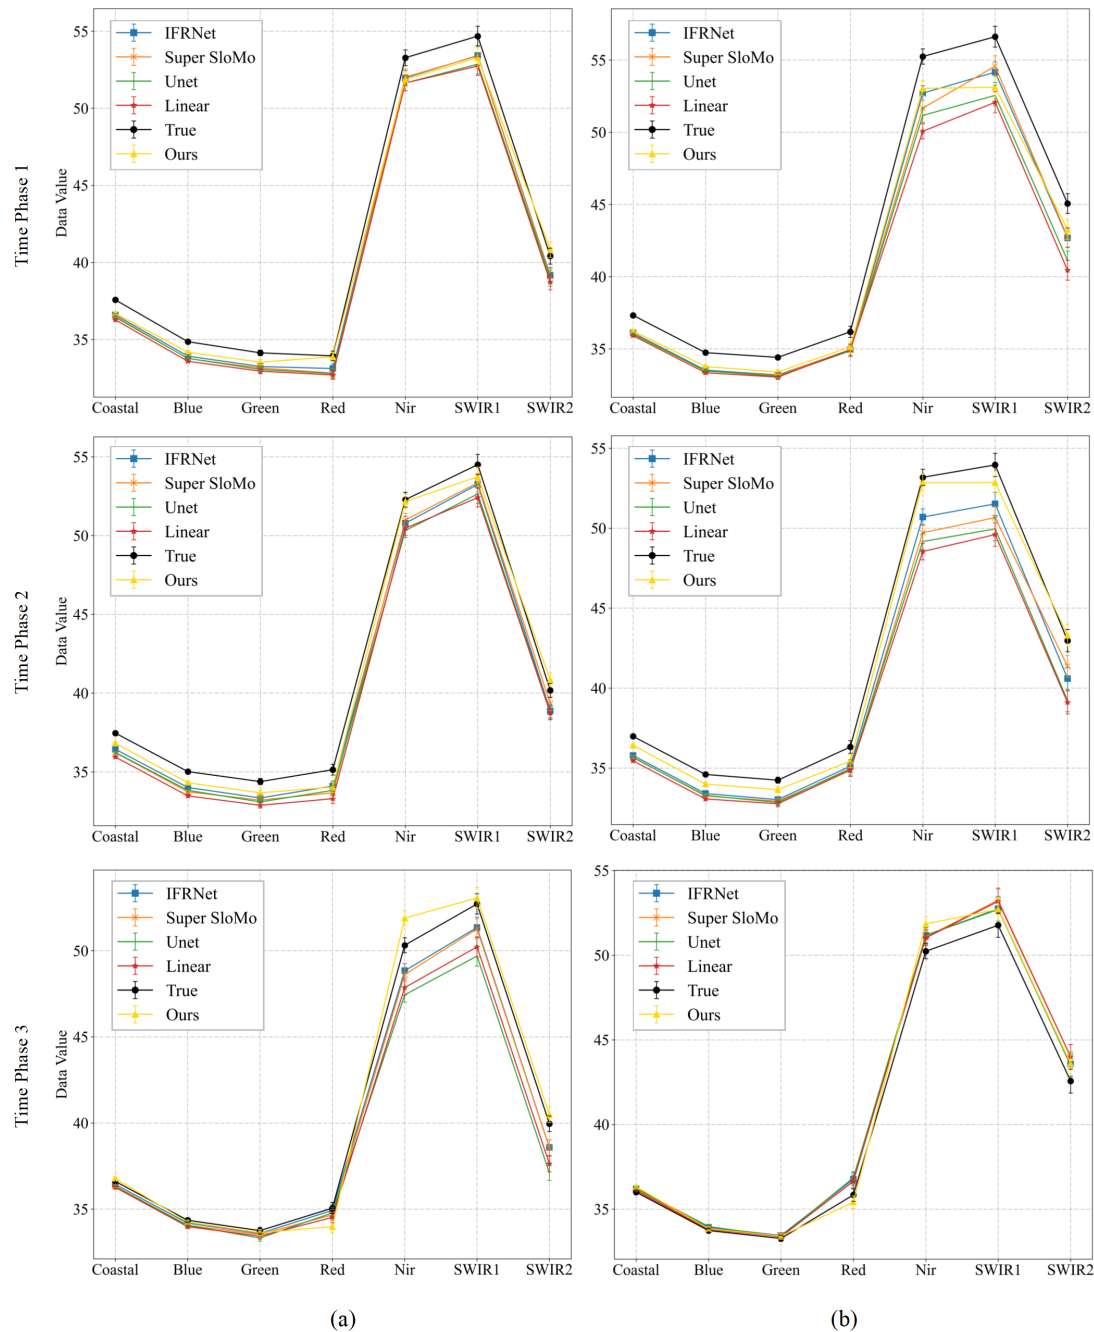 Time Phase 1
Data Value
55
50
45
40
35
IFRNet
Super SloMo
Unet
Linear
True
Ours
Coastal Blue Green Red Nir SWIR1 SWIR2
55
50
45
40
35
IFRNet
Super SloMo
Unet
Linear
True
Ours
Coastal Blue Green Red Nir SWIR1 SWIR2
Time Phase 2
Data Value
55
50
45
40
35
IFRNet
Super SloMo
Unet
Linear
True
Ours
Coastal Blue Green Red Nir SWIR1 SWIR2
55
50
45
40
35
IFRNet
Super SloMo
Unet
Linear
True
Ours
Coastal Blue Green Red Nir SWIR1 SWIR2
Time Phase 3
Data Value
50
45
40
35
IFRNet
Super SloMo
Unet
Linear
True
Ours
Coastal Blue Green Red Nir SWIR1 SWIR2
55
50
45
40
35
IFRNet
Super SloMo
Unet
Linear
True
Ours
Coastal Blue Green Red Nir SWIR1 SWIR2
(a)
(b)